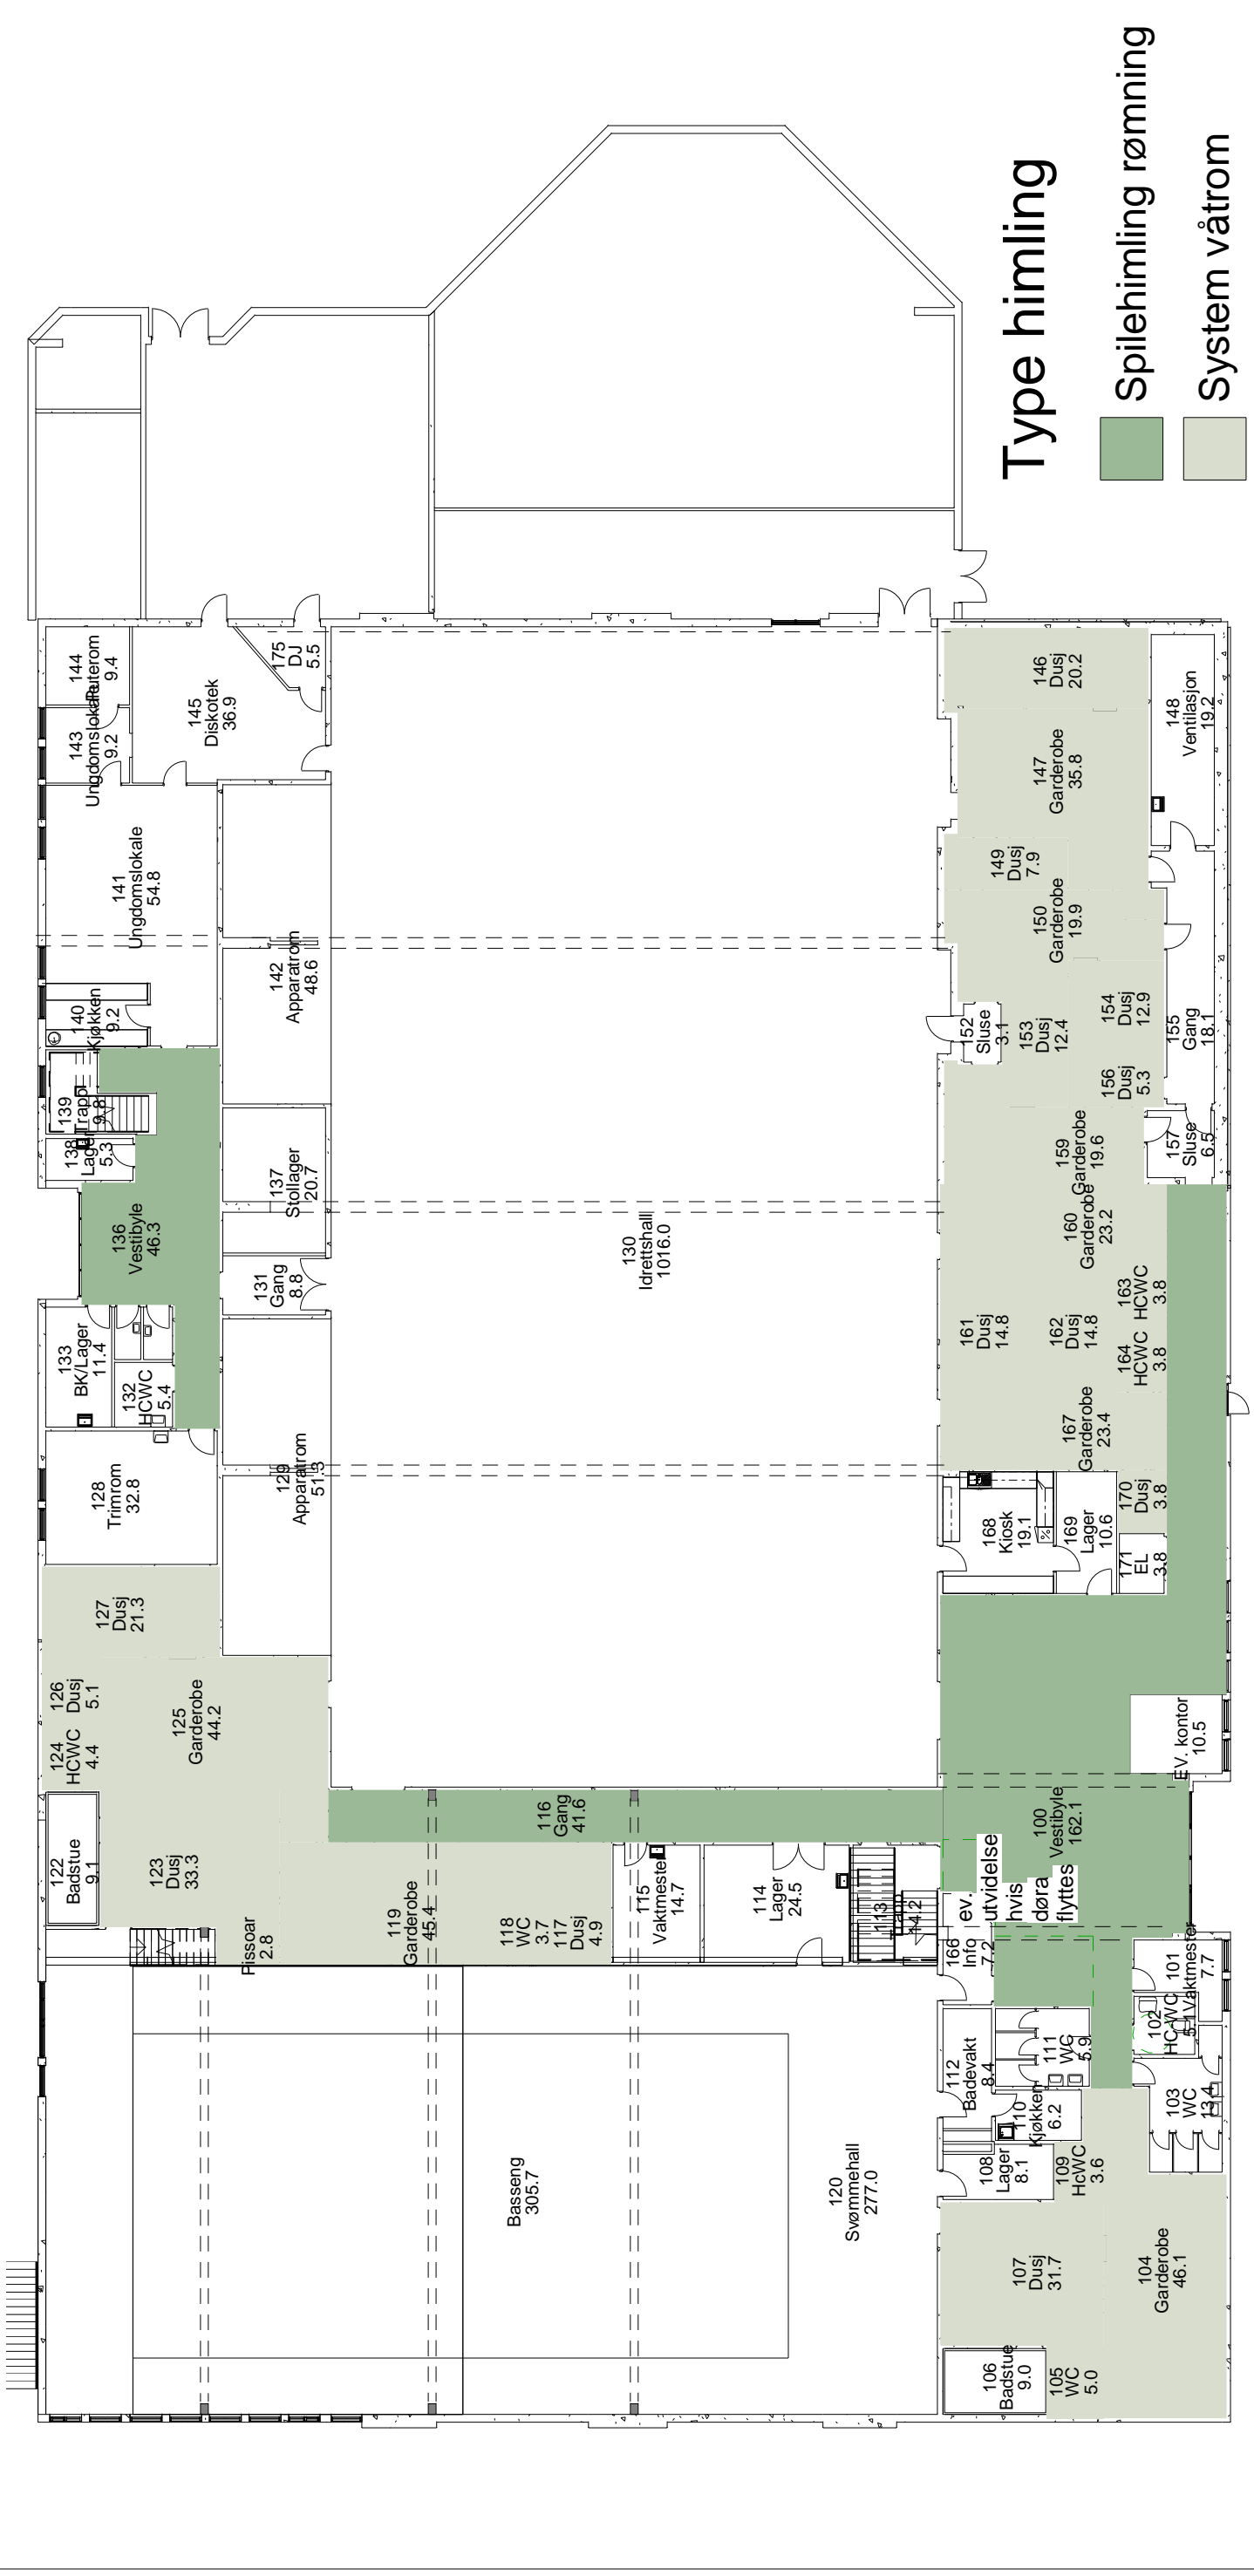 Type himling
Spilehimling rømning
System våtrom
144
Puterom
9.4
143
Ungdomslokale
9.2
175
DJ
5.5
145
Diskotek
36.9
141
Ungdomslokale
54.8
140
Kjøkken
9.2
142
Apparatrom
48.6
139
Trapp
9.8
138
Lager
5.3
137
Stollager
20.7
136
Vestibyle
46.3
131
Gang
8.8
133
BK/Lager
11.4
132
HCWC
5.4
128
Trimrom
32.8
129
Apparatrom
51.3
130
Idrettshall
1016.0
127
Dusj
21.3
126
Dusj
5.1
124
HCWC
4.4
125
Garderobe
44.2
122
Badstue
9.1
123
Dusj
33.3
Pissoar
2.8
119
Garderobe
45.4
118
WC
3.7
117
Dusj
4.9
116
Gang
41.6
115
Vaktmester
14.7
114
Lager
24.5
113
Trapp
14.2
146
Dusj
20.2
147
Garderobe
35.8
148
Ventilasjon
19.2
149
Dusj
7.9
150
Garderobe
19.9
152
Sluse
3.1
153
Dusj
12.4
154
Dusj
12.9
155
Gang
18.1
156
Dusj
5.3
157
Sluse
6.5
159
Garderobe
19.6
160
Garderobe
23.2
161
Dusj
14.8
162
Dusj
14.8
163
HCWC
3.8
164
HCWC
3.8
167
Garderobe
23.4
168
Kiosk
19.1
169
Lager
10.6
170
Dusj
3.8
171
EL
3.8
EV. kontor
10.5
100
Vestibyle
162.1
ev.
utvidelse
hvis
døra
flyttes
166
Info
7.2
101
Vaktmester
7.7
102
HC WC
5.1
103
WC
13.4
111
WC
5.9
112
Badevakt
8.4
110
Kjøkken
6.2
108
Lager
8.1
109
HcWC
3.6
107
Dusj
31.7
104
Garderobe
46.1
106
Badstue
9.0
105
WC
5.0
Basseng
305.7
120
Svømmehall
277.0